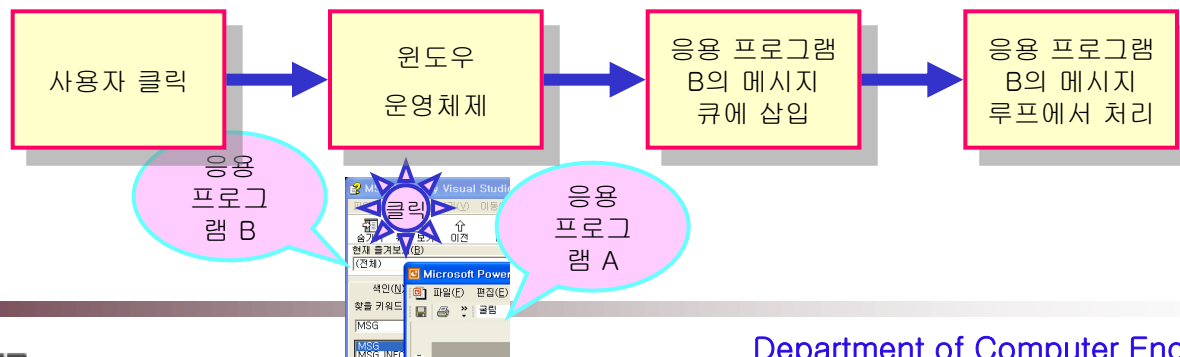 사용자 클릭
윈도우
운영체제
응용 프로그램
B의 메시지
큐에 삽입
응용 프로그램
B의 메시지
루프에서 처리
응용
프로그
램 B
클릭
응용
프로그
램 A
Visual Studio
이전
현재 즐겨보
(전체)
Microsoft Power
색인(N)
파일(F) 편집(E)
찾을 키워드
굴림
MSG
MSG
Department of Computer Eng